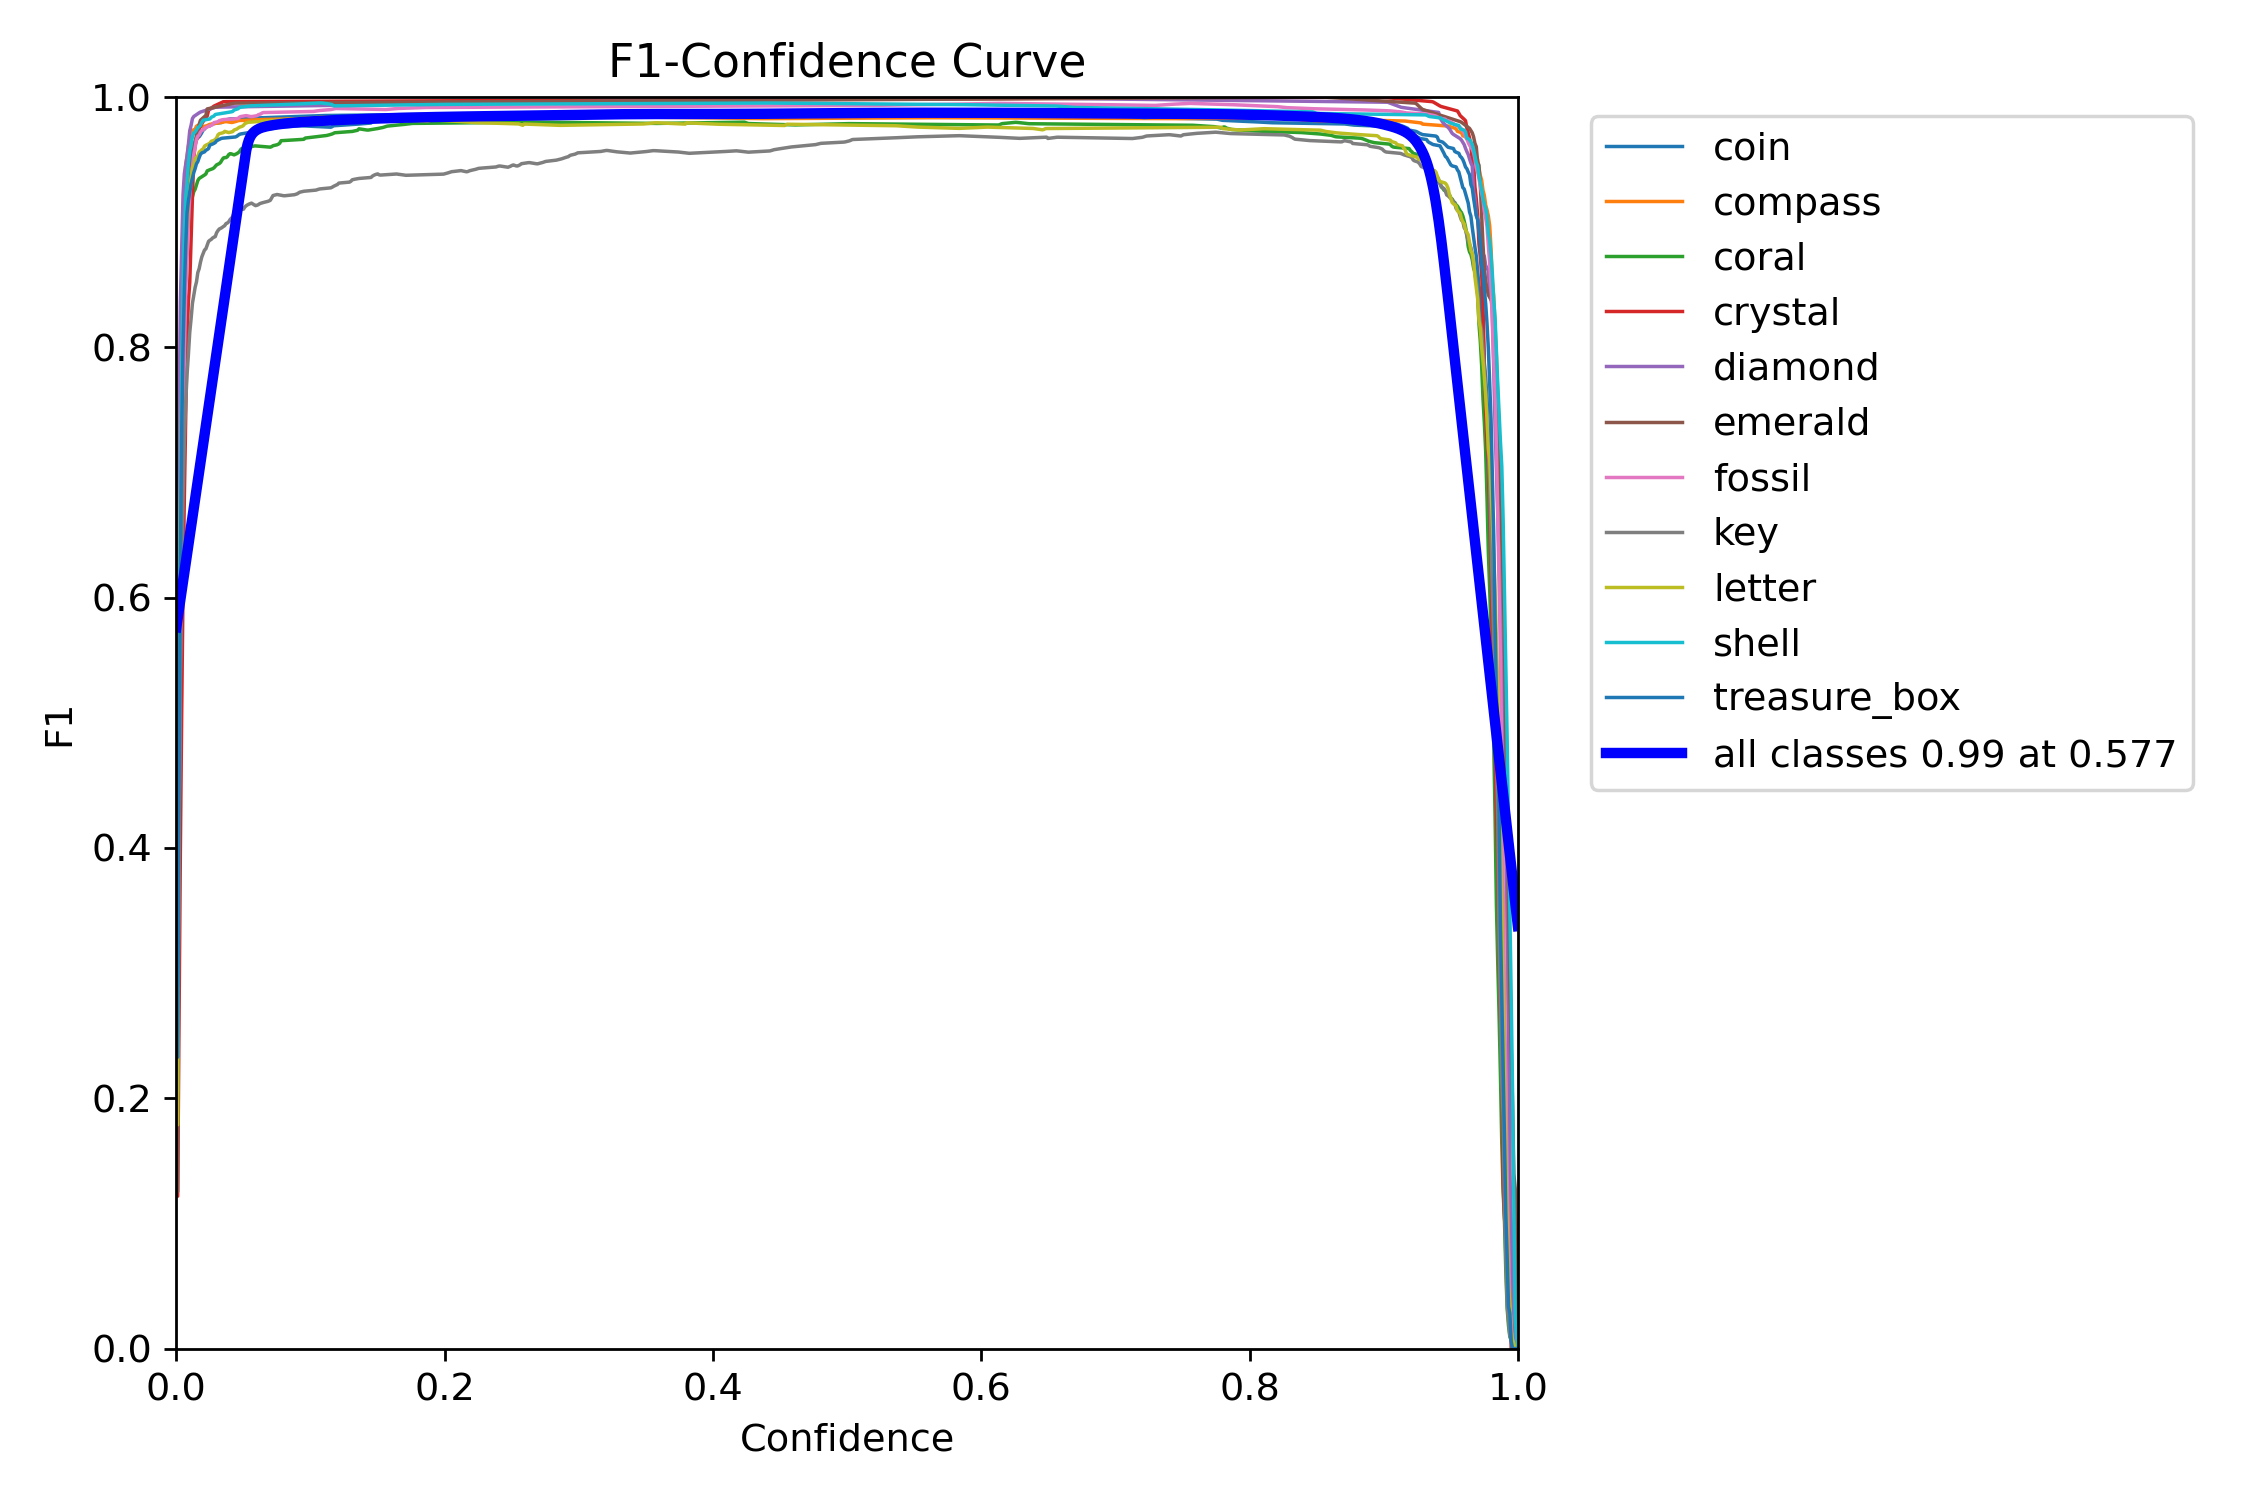 F1-Confidence Curve
1.0
0.8
0.6
0.4
0.2
0.0
F1
0.0 0.2 0.4 0.6 0.8 1.0
Confidence
coin
compass
coral
crystal
diamond
emerald
fossil
key
letter
shell
treasure_box
all classes 0.99 at 0.577